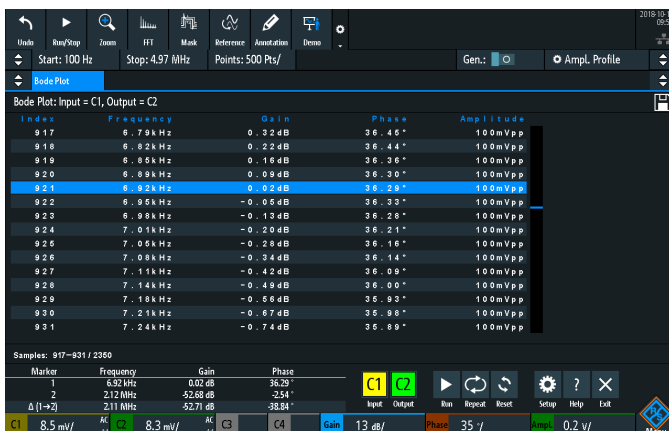 2018-10-
09:5
Undo Run/Stop Zoom FFT Mask Reference Annotation Demo
Start: 100 Hz Stop: 4.97 MHz Points: 500 Pts/ Gen.: Ampl. Profile
Bode Plot
Bode Plot: Input = C1, Output = C2
Index Frequency Gain Phase Amplitude
917 6.79kHz 0.32dB 36.45° 100mVpp
918 6.82kHz 0.22dB 36.44° 100mVpp
919 6.85kHz 0.16dB 36.36° 100mVpp
920 6.89kHz 0.09dB 36.30° 100mVpp
921 6.92kHz 0.02dB 36.29° 100mVpp
922 6.95kHz -0.05dB 36.33° 100mVpp
923 6.98kHz -0.13dB 36.28° 100mVpp
924 7.01kHz -0.20dB 36.21° 100mVpp
925 7.05kHz -0.28dB 36.16° 100mVpp
926 7.08kHz -0.34dB 36.14° 100mVpp
927 7.11kHz -0.42dB 36.09° 100mVpp
928 7.14kHz -0.49dB 36.00° 100mVpp
929 7.18kHz -0.56dB 35.93° 100mVpp
930 7.21kHz -0.67dB 35.98° 100mVpp
931 7.24kHz -0.74dB 35.89° 100mVpp
Samples: 917-931 / 2350
Marker Frequency Gain Phase
1 6.92 kHz 0.02 dB 36.29 °
2 2.12 MHz -52.68 dB -2.54 °
Δ (1→2) 2.11 MHz -52.71 dB -38.84 °
C1 C2 ?
Input Output Run Repeat Reset Setup Help Exit
C1 8.5 mV/ AC C2 8.3 mV/ AC C3 C4 Gain 13 dB/ Phase 35 °/ Ampl. 0.2 V/ Menu